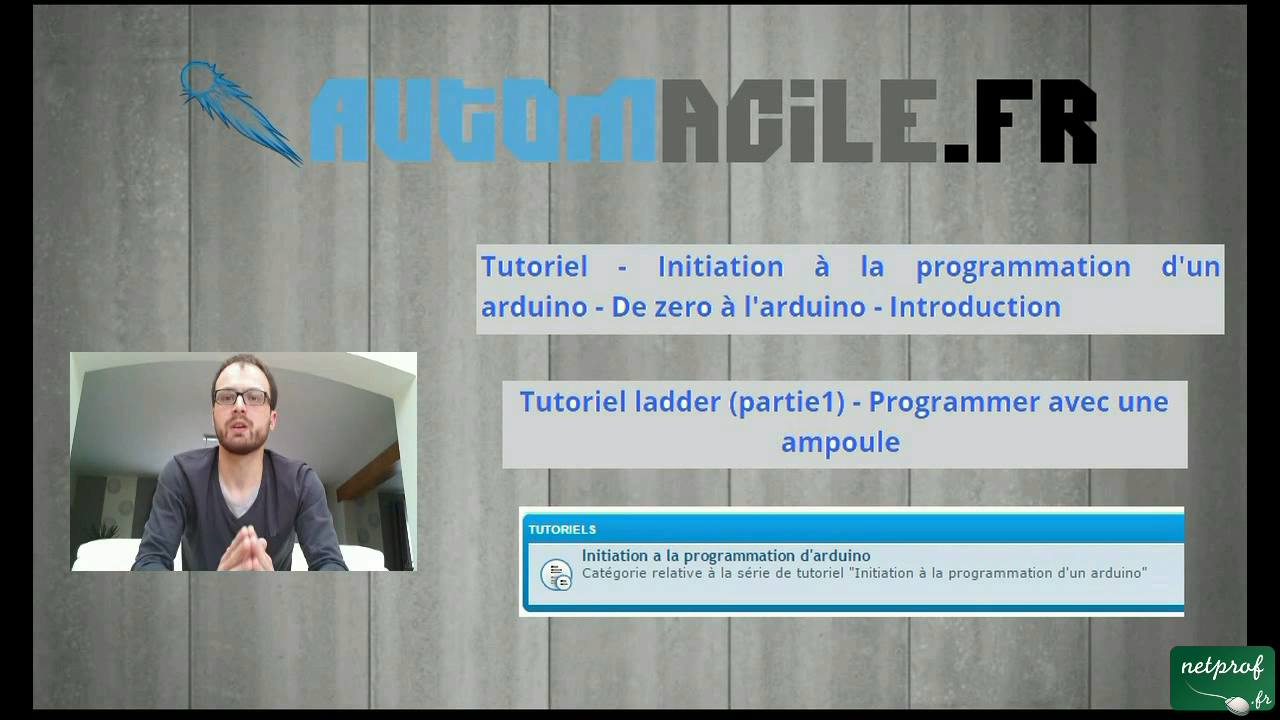 AUTOMAGILE.FR
Tutoriel - Initiation à la programmation d'un
arduino - De zero à l'arduino - Introduction
Tutoriel ladder (partie1) - Programmer avec une
ampoule
TUTORIELS
Initiation a la programmation d'arduino
Catégorie relative à la série de tutoriel "Initiation à la programmation d'un arduino"
netprof
.fr